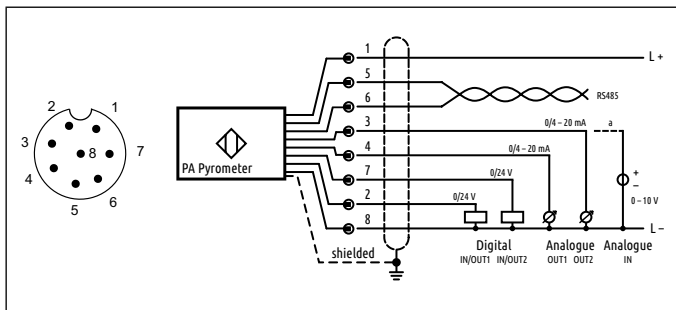 2
1
3
8
7
4
5
6
PA Pyrometer
1
L +
5
RS485
6
3
0/4 – 20 mA
a
4
0/4 – 20 mA
+
–
7
0/24 V
0 – 10 V
2
0/24 V
8
L –
shielded
Digital
IN/OUT1 IN/OUT2
Analogue
OUT1 OUT2
Analogue
IN